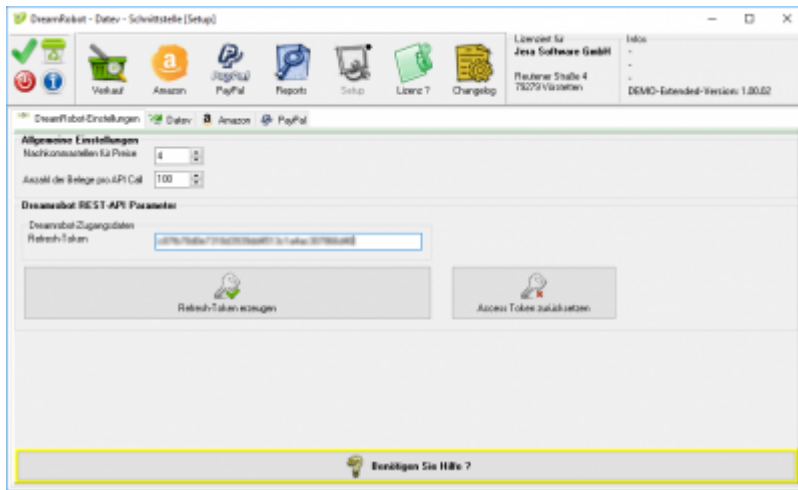 DreamRobot - Datev - Schnittstelle [Setup]
Verkauf
Amazon
PayPal
PayPal
Reports
Setup
Lizenz ?
Changelog
Lizenziert für
Jera Software GmbH
Reutener Straße 4
79279 Vörstetten
Infos
-
-
-
DEMO-Extended-Version: 1.00.02
DreamRobot-Einstellungen
Datev
Amazon
PayPal
Allgemeine Einstellungen
Nachkommastellen für Preise
4
Anzahl der Belege pro API Call
100
Dreamrobot REST-API Parameter
Dreamrobot-Zugangsdaten
Refresh-Token
Refresh-Token erzeugen
Access Token zurücksetzen
Benötigen Sie Hilfe ?